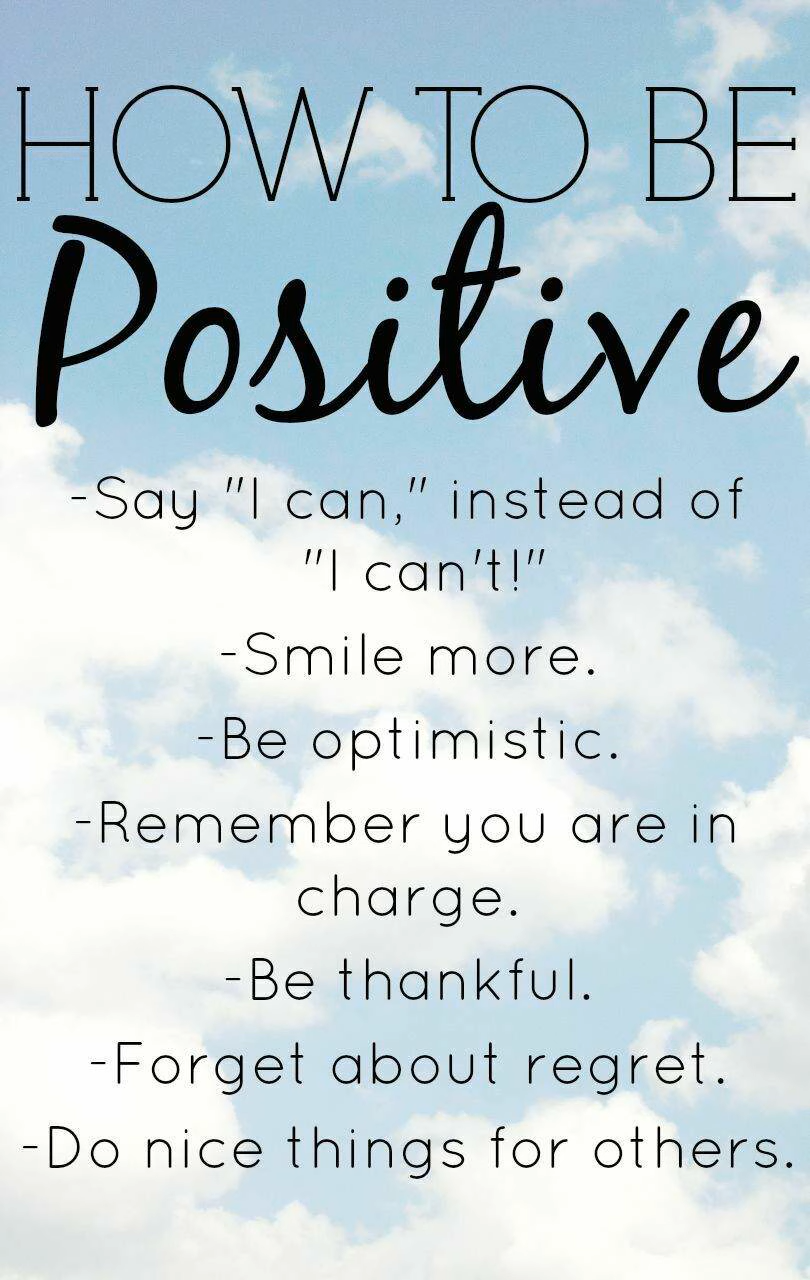 HOW TO BE
Positive
-Say "I can," instead of
"I can't!"
-Smile more.
-Be optimistic.
-Remember you are in
charge.
-Be thankful.
-Forget about regret.
-Do nice things for others.